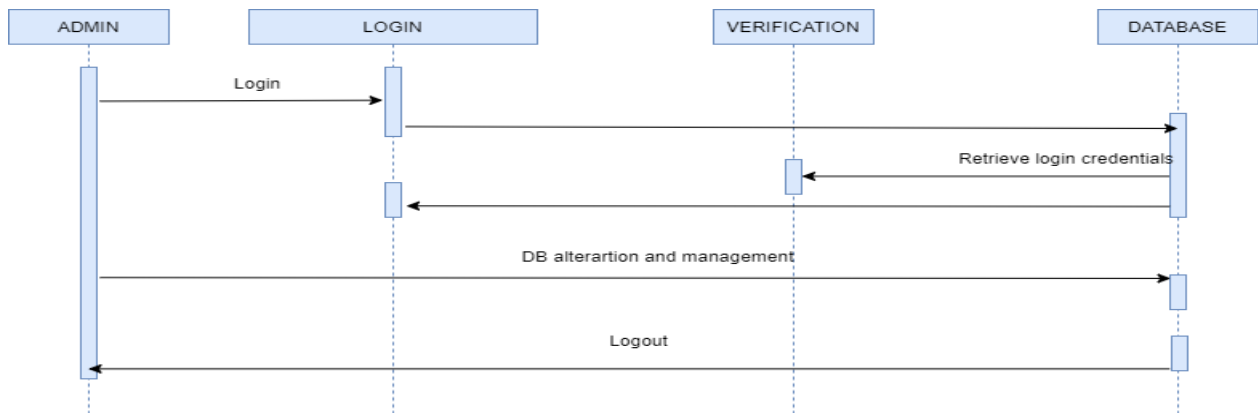 ADMIN
LOGIN
VERIFICATION
DATABASE
Login
Retrieve login credentials
DB alterartion and management
Logout